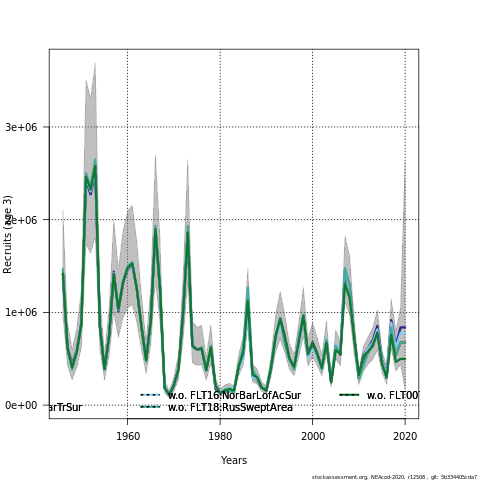 Recruits (age 3)
3e+06
2e+06
1e+06
0e+00
w.o. FLT16:NorBarLofAcSur
w.o. FLT007
arTrSur
w.o. FLT18:RusSweptArea
1960
1980
2000
2020
Years
stockassessment.org, NEAcod-2020, r12508 , git: 5b334405cda7